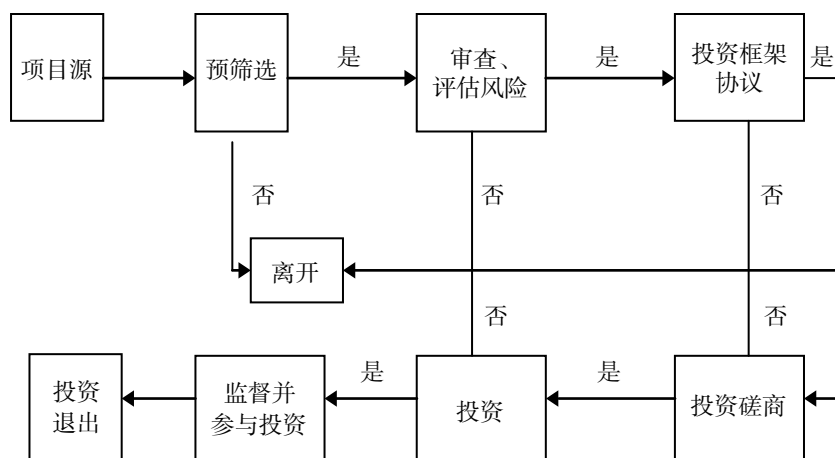 项目源
预筛选
是
审查、
评估风险
是
投资框架
协议
是
否
否
否
离开
否
否
投资
退出
监督并
参与投资
是
投资
是
投资磋商